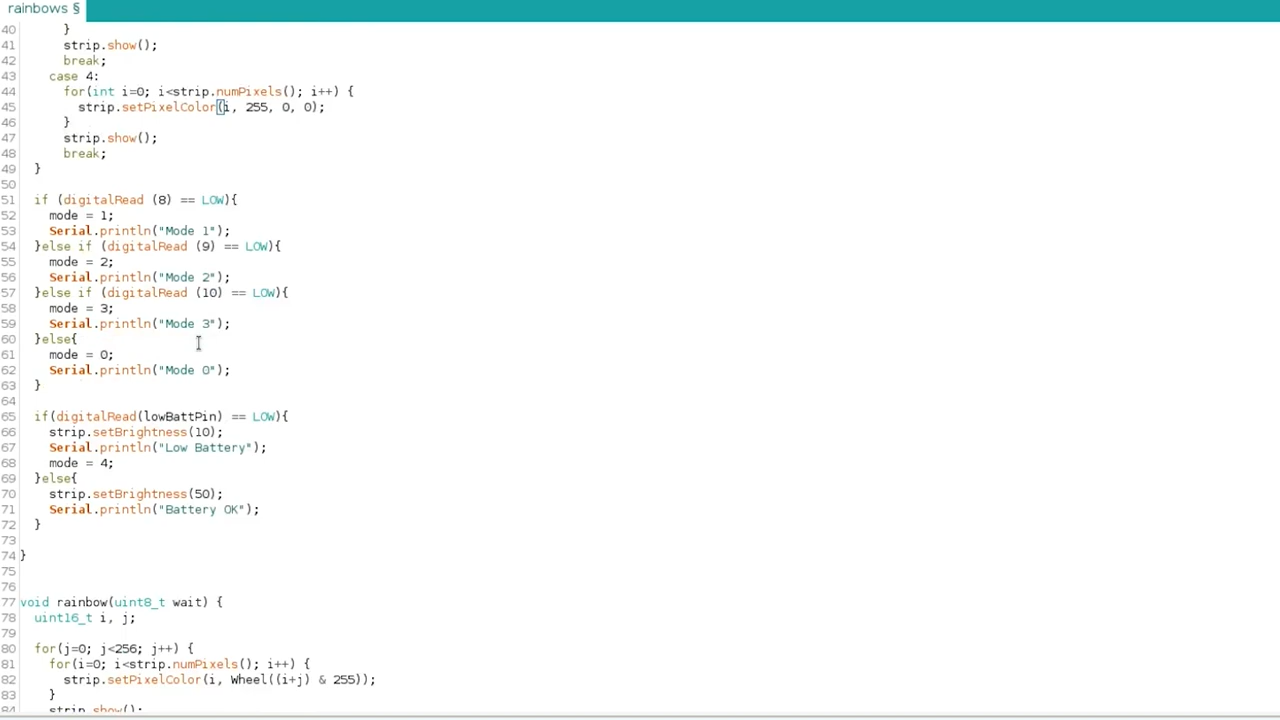 rainbows §
40 }
41 strip.show();
42 break;
43 case 4:
44 for(int i=0; i<strip.numPixels(); i++) {
45 strip.setPixelColor(i, 255, 0, 0);
46 }
47 strip.show();
48 break;
49 }
50
51 if (digitalRead (8) == LOW){
52 mode = 1;
53 Serial.println("Mode 1");
54 }else if (digitalRead (9) == LOW){
55 mode = 2;
56 Serial.println("Mode 2");
57 }else if (digitalRead (10) == LOW){
58 mode = 3;
59 Serial.println("Mode 3");
60 }else{
61 mode = 0;
62 Serial.println("Mode 0");
63 }
64
65 if(digitalRead(lowBattPin) == LOW){
66 strip.setBrightness(10);
67 Serial.println("Low Battery");
68 mode = 4;
69 }else{
70 strip.setBrightness(50);
71 Serial.println("Battery OK");
72 }
73
74 }
75
76
77 void rainbow(uint8_t wait) {
78 uint16_t i, j;
79
80 for(j=0; j<256; j++) {
81 for(i=0; i<strip.numPixels(); i++) {
82 strip.setPixelColor(i, Wheel((i+j) & 255));
83 }
84 strip.show();